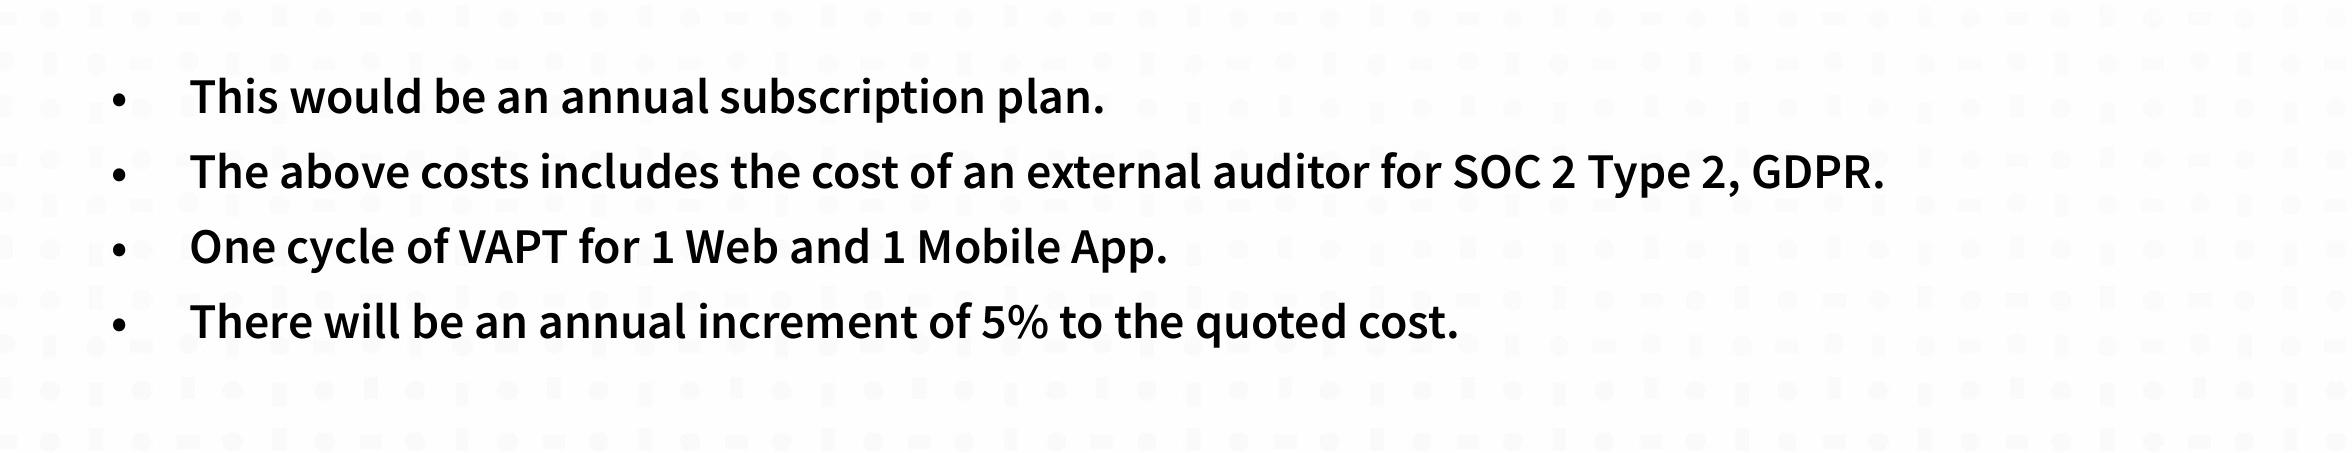 • This would be an annual subscription plan.
• The above costs includes the cost of an external auditor for SOC 2 Type 2, GDPR.
• One cycle of VAPT for 1 Web and 1 Mobile App.
• There will be an annual increment of 5% to the quoted cost.